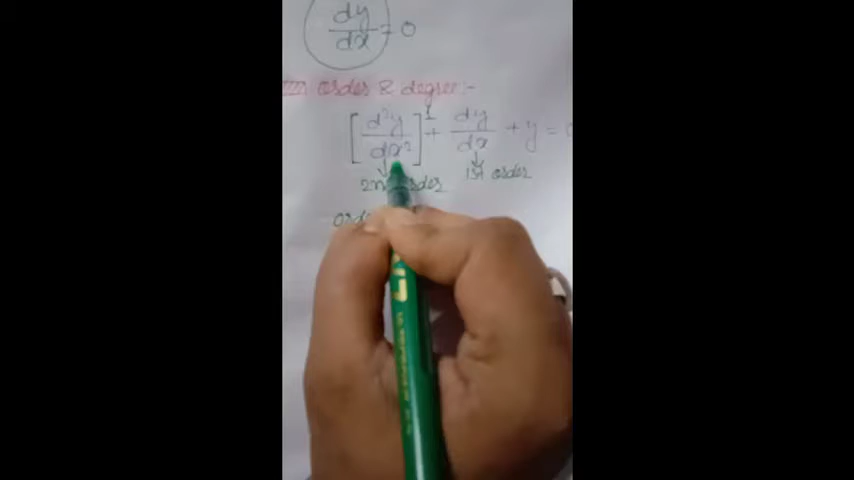 dy/dx = 0
order & degree:-
[d²y/dx²]¹ + dy/dx + y = 0
2nd order 1st order